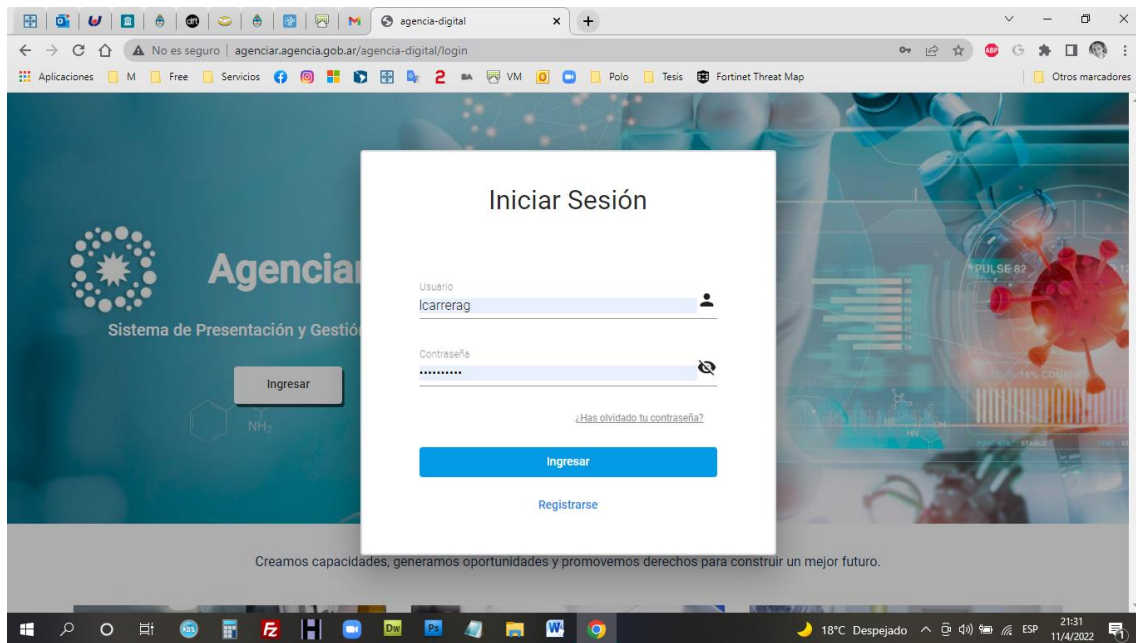 agencia-digital
No es seguro | agenciar.agencia.gob.ar/agencia-digital/login
Aplicaciones M Free Servicios VM Polo Tesis Fortinet Threat Map Otros marcadores
Iniciar Sesión
Agenciar
Sistema de Presentación y Gestión
Ingresar
NH₂
Usuario
lcarrerag
Contraseña
••••••••••
¿Has olvidado tu contraseña?
Ingresar
Registrarse
PULSE 82
Creamos capacidades, generamos oportunidades y promovemos derechos para construir un mejor futuro.
Dw Ps W
18°C Despejado ESP 21:31
11/4/2022